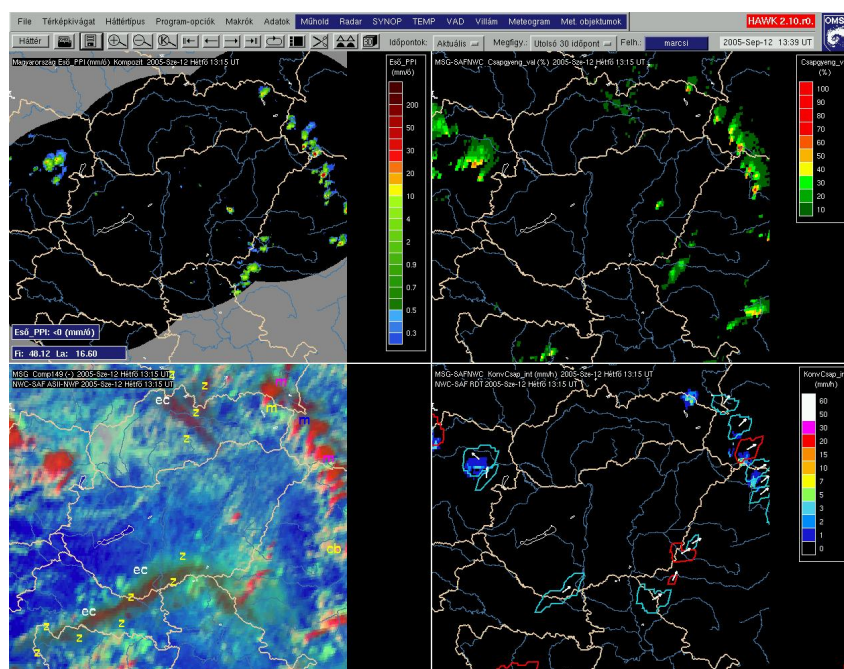 File Térképkivágat Háttértípus Program-opciók Makrók Adatok Műhold Radar SYNOP TEMP VAD Villám Meteogram Met. objektumok HAWK 2.10.r0. OMS
Háttér Időpontok: Aktuális Megfigy.: Utolsó 30 időpont Felh.: marcsi 2005-Sep-12 13:39 UT
Magyarország Eső_PPI (mm/ó) Kompozit 2005-Sze-12 Hétfő 13:15 UT
Eső_PPI
(mm/ó)
200
50
30
20
10
4
2
0.9
0.7
0.5
0.3
Eső_PPI: <0 (mm/ó)
Fi: 48.12 La: 16.60
MSG-SAFNWC Csapgyeng_val (%) 2005-Sze-12 Hétfő 13:15 UT
Csapgyeng_v
(%)
100
90
80
70
60
50
40
30
20
10
MSG Comp149 (-) 2005-Sze-12 Hétfő 13:15 UT
NWC-SAF ASII-NWP 2005-Sze-12 Hétfő 13:15 UT
z
m
z
ec
m
z
m
z
m
z
cb
ec
z
z
ec
z
z
z
z
MSG-SAFNWC KonvCsap_int (mm/h) 2005-Sze-12 Hétfő 13:15 UT
NWC-SAF RDT 2005-Sze-12 Hétfő 13:15 UT
KonvCsap_int
(mm/h)
60
50
30
20
15
10
7
5
3
2
1
0